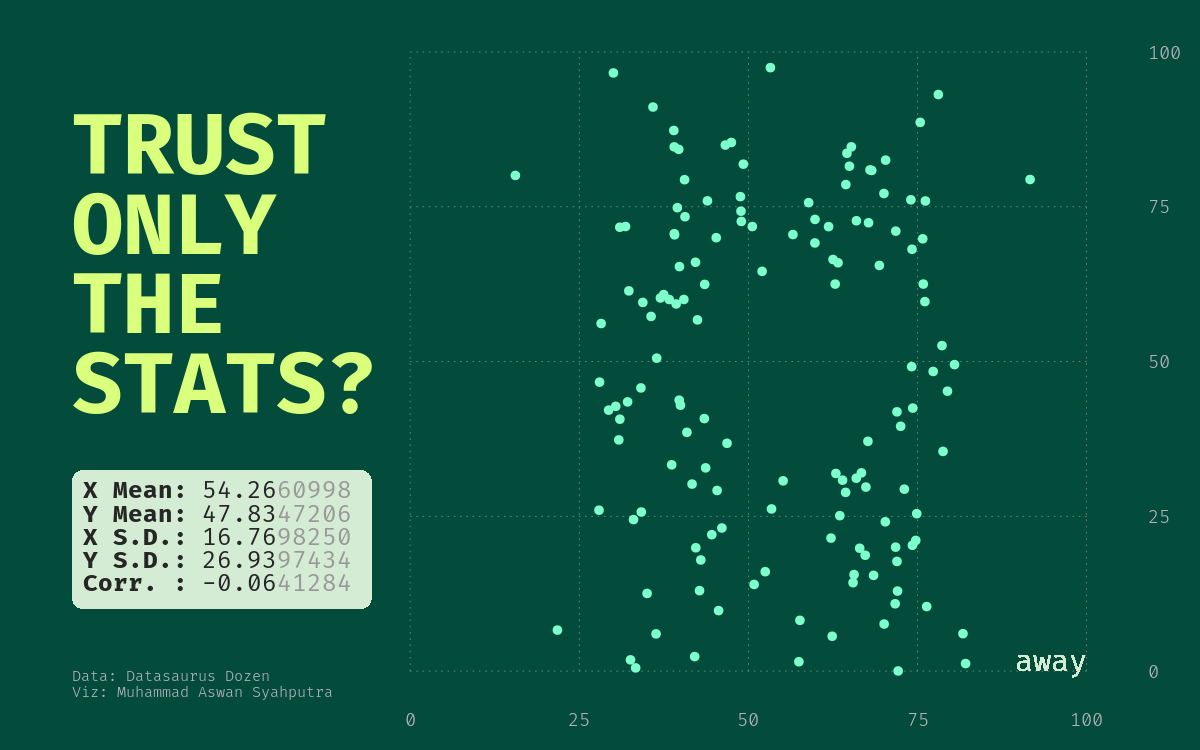 TRUST
ONLY
THE
STATS?
X Mean: 54.2660998
Y Mean: 47.8347206
X S.D.: 16.7698250
Y S.D.: 26.9397434
Corr. : -0.0641284
Data: Datasaurus Dozen
Viz: Muhammad Aswan Syahputra
100
75
50
25
0
away
0 25 50 75 100